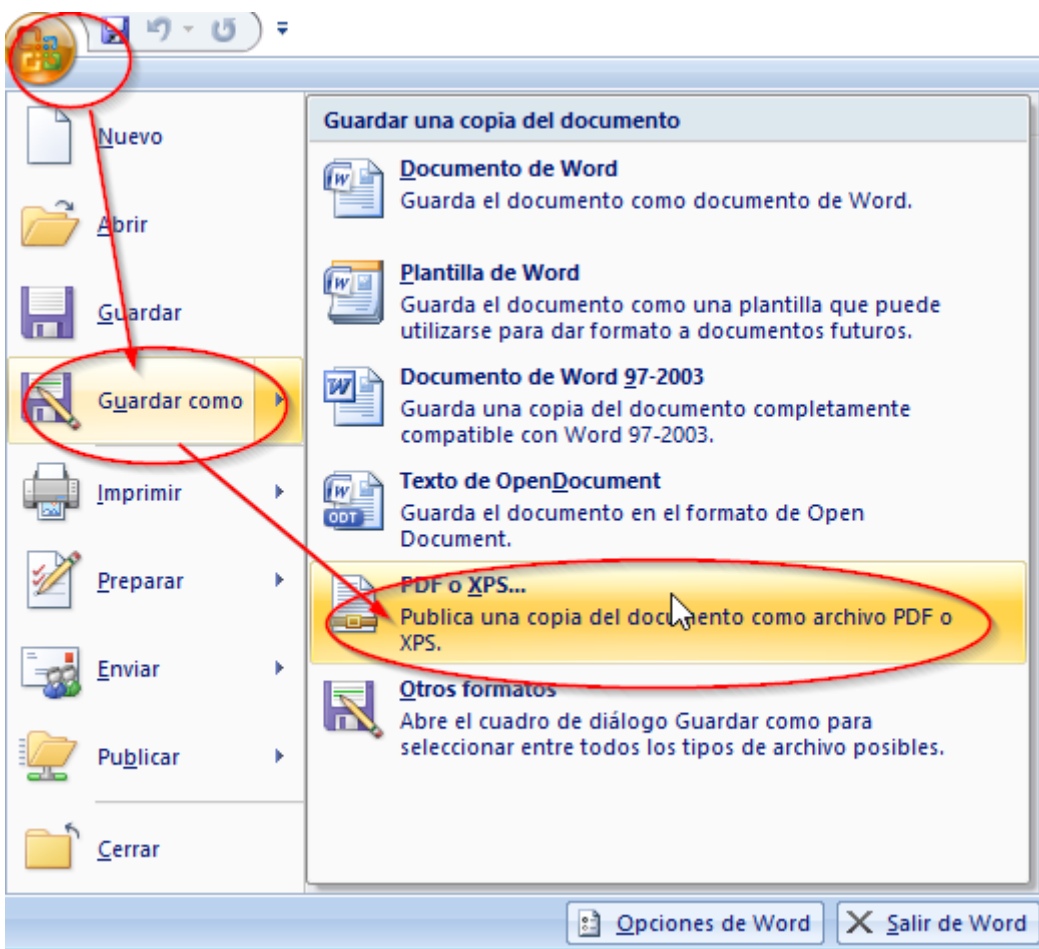 Nuevo
Abrir
Guardar
Guardar como
Imprimir
Preparar
Enviar
Publicar
Cerrar
Guardar una copia del documento
Documento de Word
Guarda el documento como documento de Word.
Plantilla de Word
Guarda el documento como una plantilla que puede
utilizarse para dar formato a documentos futuros.
Documento de Word 97-2003
Guarda una copia del documento completamente
compatible con Word 97-2003.
Texto de OpenDocument
ODT
Guarda el documento en el formato de Open
Document.
PDF o XPS...
Publica una copia del documento como archivo PDF o
XPS.
Otros formatos
Abre el cuadro de diálogo Guardar como para
seleccionar entre todos los tipos de archivo posibles.
Opciones de Word
Salir de Word